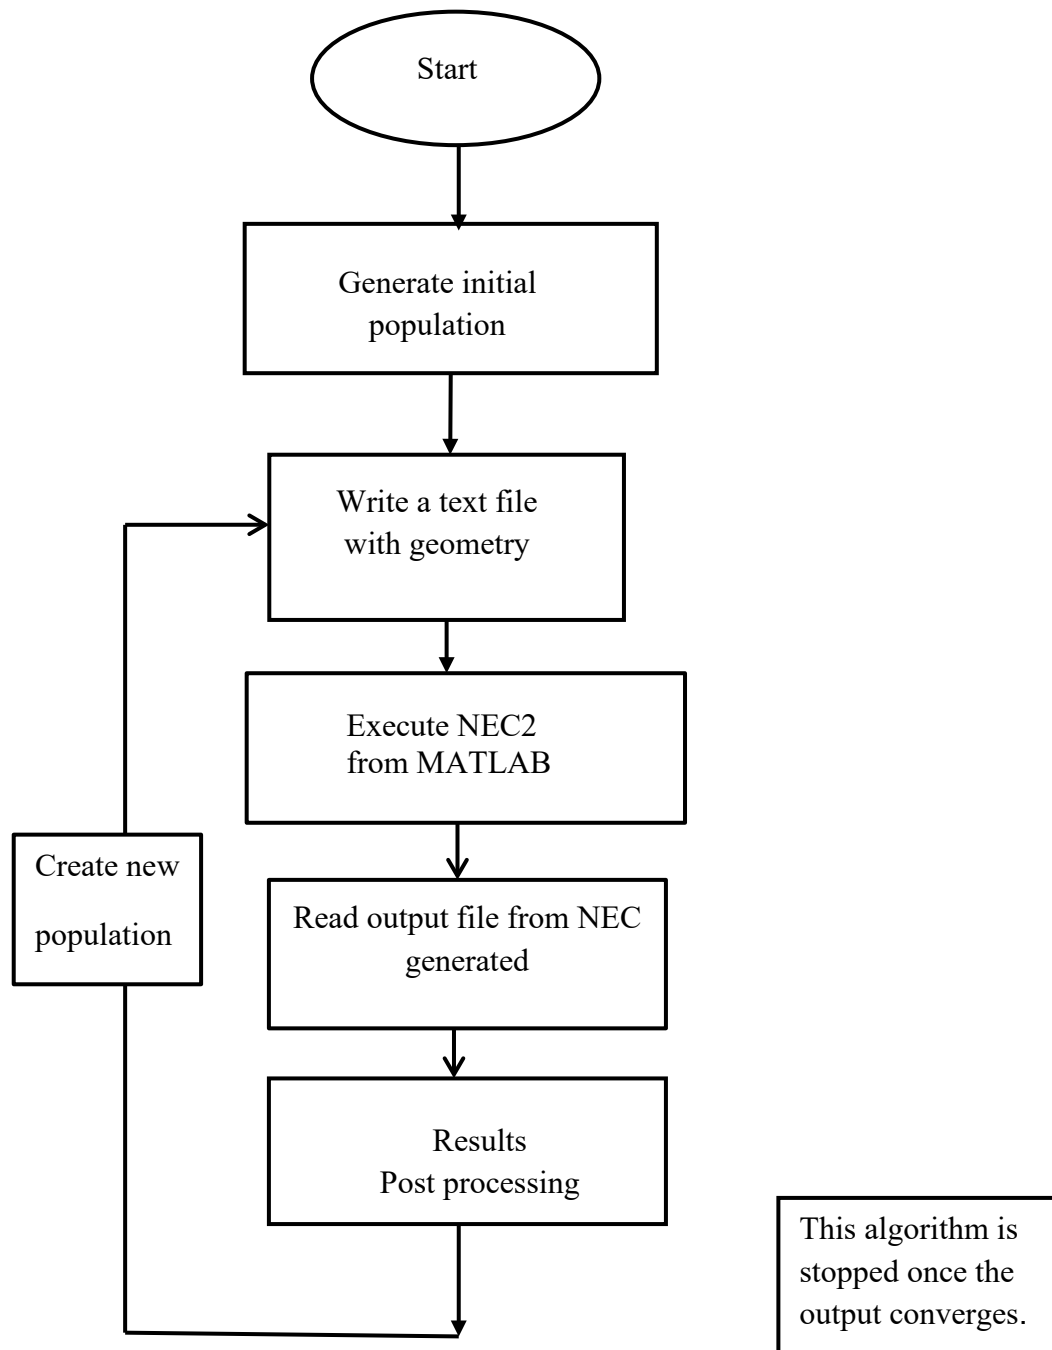 Start
Generate initial
population
Write a text file
with geometry
Execute NEC2
from MATLAB
Create new
population
Read output file from NEC
generated
Results
Post processing
This algorithm is
stopped once the
output converges.